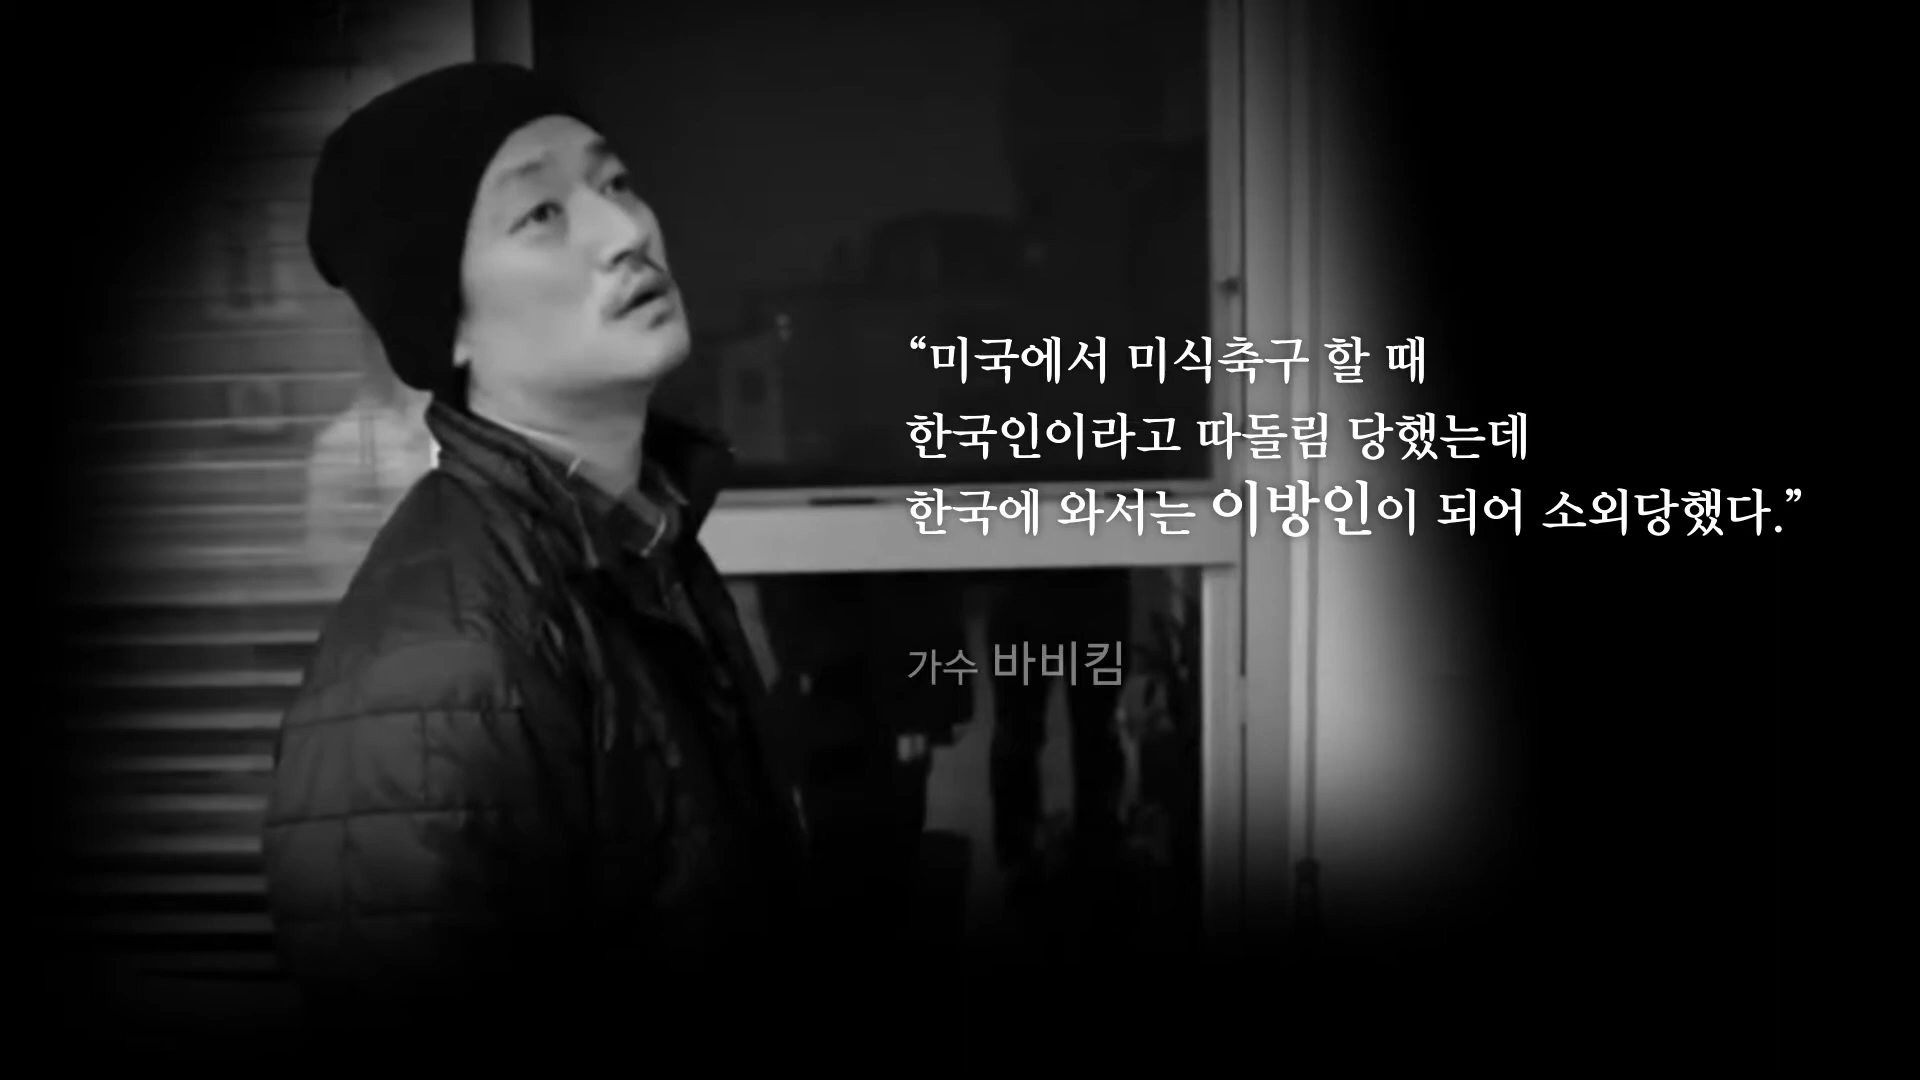 “미국에서 미식축구 할 때
한국인이라고 따돌림 당했는데
한국에 와서는 이방인이 되어 소외당했다.”
가수 바비킴